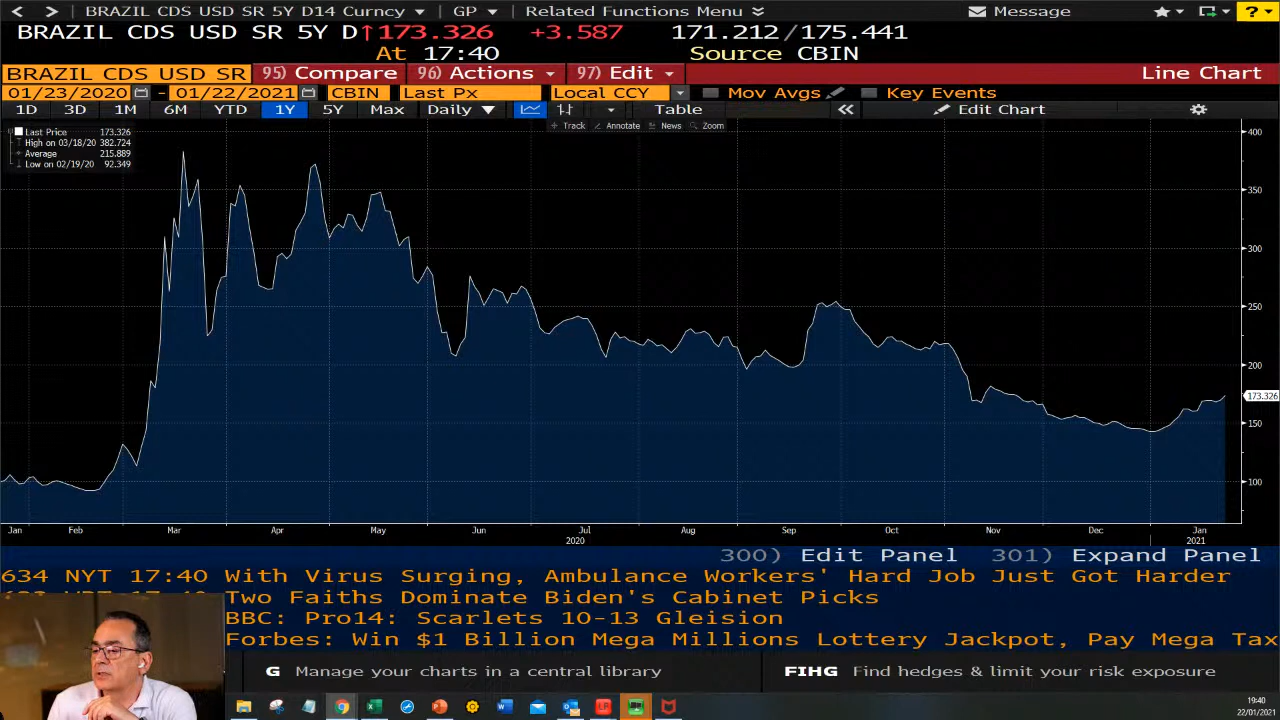 BRAZIL CDS USD SR 5Y D14 Curncy GP Related Functions Menu Message ?
BRAZIL CDS USD SR 5Y D↑173.326 +3.587 171.212/175.441
At 17:40 Source CBIN
BRAZIL CDS USD SR 95) Compare 96) Actions 97) Edit Line Chart
01/23/2020 - 01/22/2021 CBIN Last Px Local CCY Mov Avgs Key Events
1D 3D 1M 6M YTD 1Y 5Y Max Daily ▼ Table « Edit Chart
Track Annotate News Zoom
Last Price 173.326
High on 03/18/20 382.724
Average 215.889
Low on 02/19/20 92.349
400
350
300
250
200
173.326
150
100
Jan Feb Mar Apr May Jun Jul Aug Sep Oct Nov Dec Jan
2020 2021
300) Edit Panel 301) Expand Panel
634 NYT 17:40 With Virus Surging, Ambulance Workers' Hard Job Just Got Harder
17:40 Two Faiths Dominate Biden's Cabinet Picks
BBC: Pro14: Scarlets 10-13 Gleision
Forbes: Win $1 Billion Mega Millions Lottery Jackpot, Pay Mega Tax
G Manage your charts in a central library FIHG Find hedges & limit your risk exposure
19:40
22/01/2021